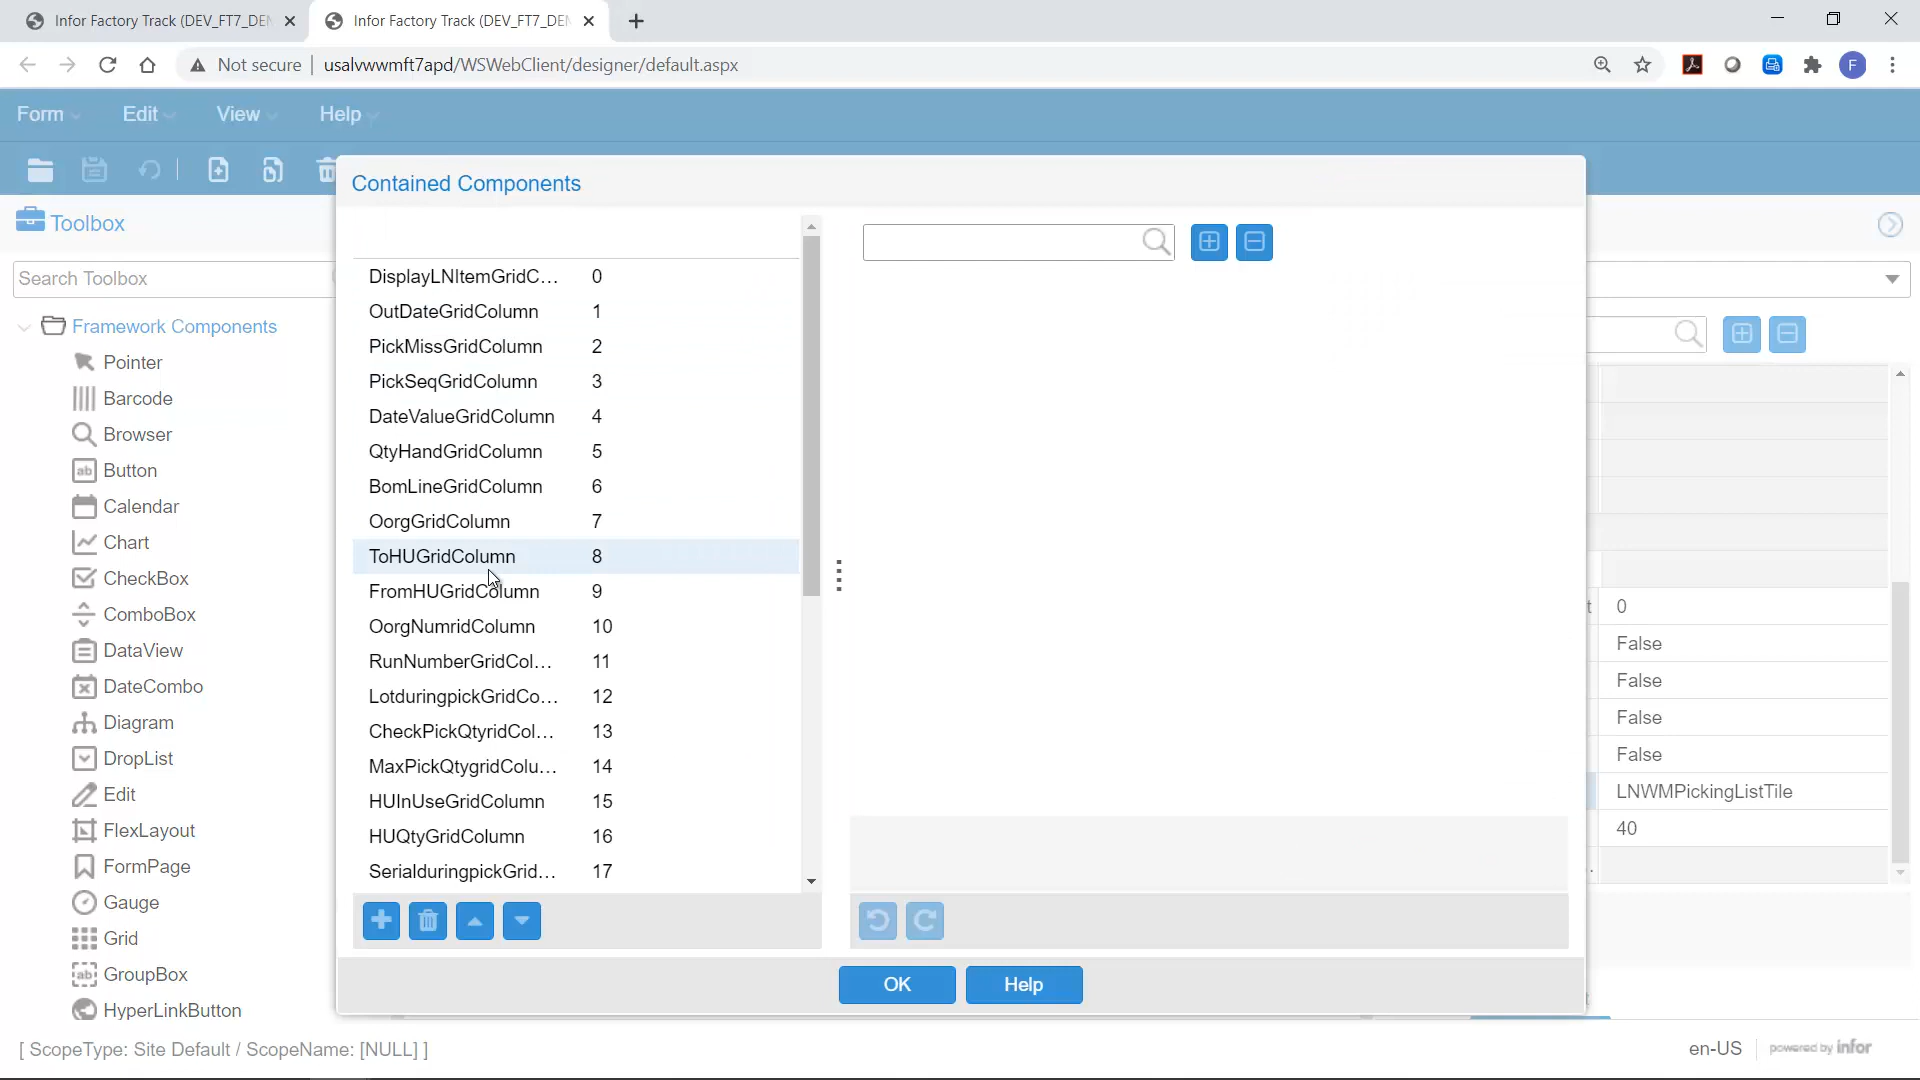 Infor Factory Track (DEV_FT7_DEM
Infor Factory Track (DEV_FT7_DEM
Not secure
usalvwwmft7apd/WSWebClient/designer/default.aspx
F
Form
Edit
View
Help
Contained Components
Toolbox
Search Toolbox
Framework Components
Pointer
Barcode
Browser
Button
Calendar
Chart
CheckBox
ComboBox
DataView
DateCombo
Diagram
DropList
Edit
FlexLayout
FormPage
Gauge
Grid
GroupBox
HyperLinkButton
DisplayLNItemGridC... 0
OutDateGridColumn 1
PickMissGridColumn 2
PickSeqGridColumn 3
DateValueGridColumn 4
QtyHandGridColumn 5
BomLineGridColumn 6
OorgGridColumn 7
ToHUGridColumn 8
FromHUGridColumn 9
OorgNumridColumn 10
RunNumberGridCol... 11
LotduringpickGridCo... 12
CheckPickQtyridCol... 13
MaxPickQtygridColu... 14
HUInUseGridColumn 15
HUQtyGridColumn 16
SerialduringpickGrid... 17
0
False
False
False
False
LNWMPickingListTile
40
OK
Help
[ ScopeType: Site Default / ScopeName: [NULL] ]
en-US
powered by infor